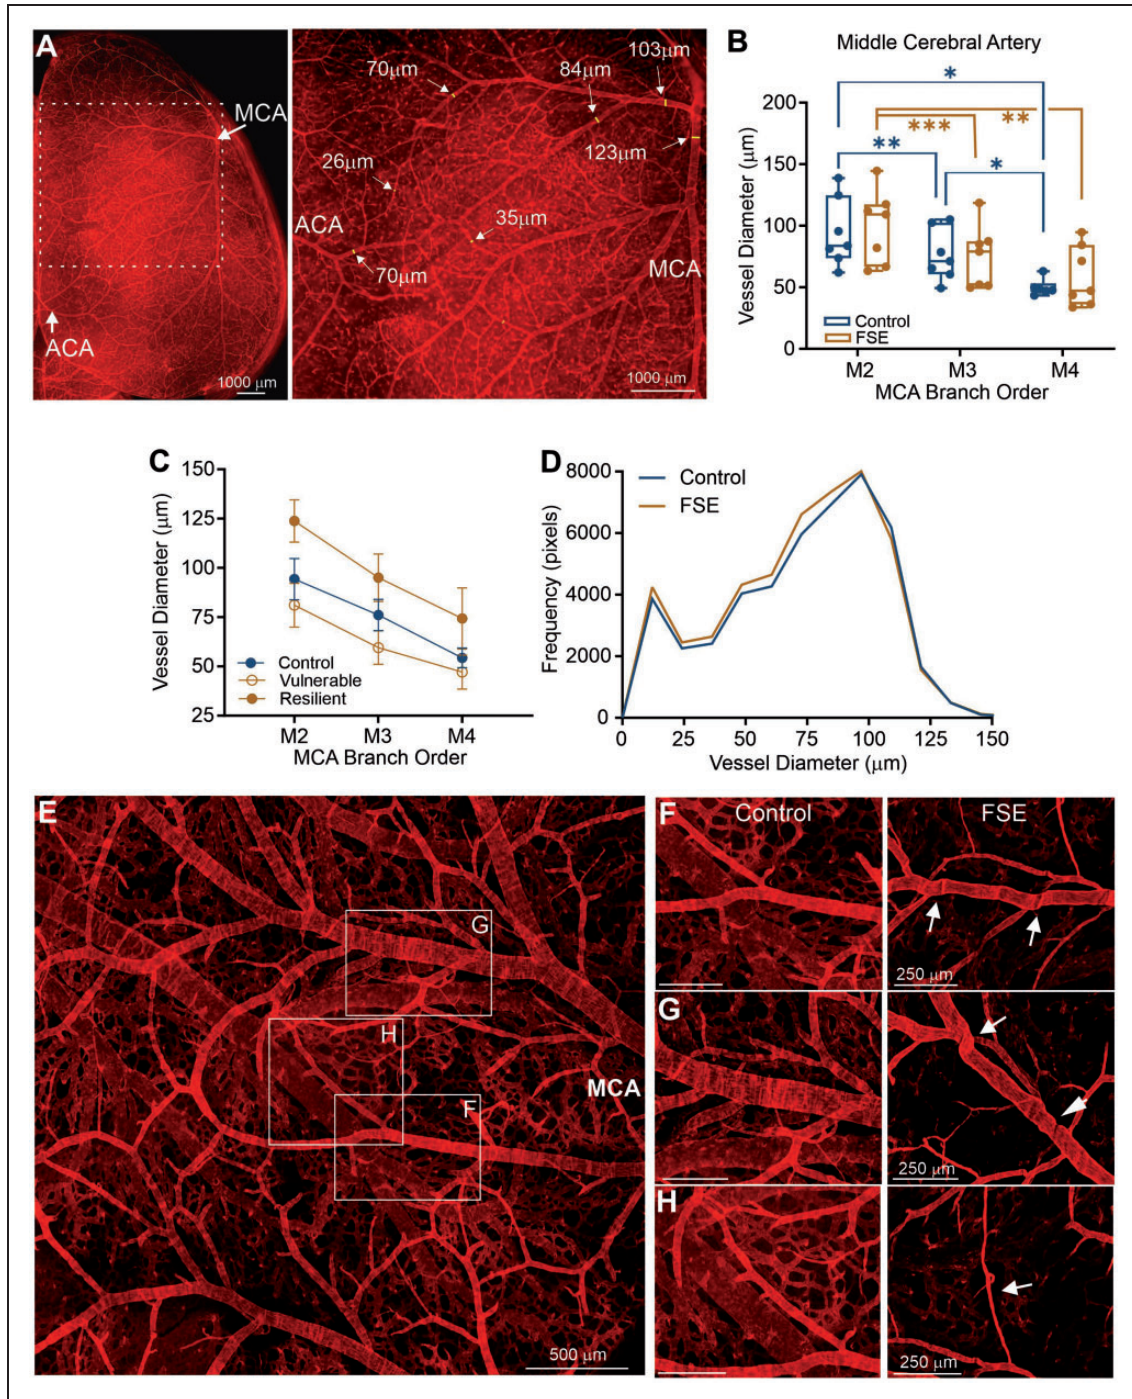 A
MCA
ACA
1000 μm
103μm
70μm
84μm
123μm
26μm
35μm
ACA
70μm
MCA
1000 μm
B
Middle Cerebral Artery
*
** 
***
**
*
Vessel Diameter (μm)
200
150
100
50
0
Control
FSE
M2
M3
M4
MCA Branch Order
C
Vessel Diameter (μm)
150
125
100
75
50
25
Control
Vulnerable
Resilient
M2
M3
M4
MCA Branch Order
D
Frequency (pixels)
8000
6000
4000
2000
0
Control
FSE
0
25
50
75
100
125
150
Vessel Diameter (μm)
E
G
H
F
MCA
500 μm
F
Control
FSE
250 μm
G
250 μm
H
250 μm